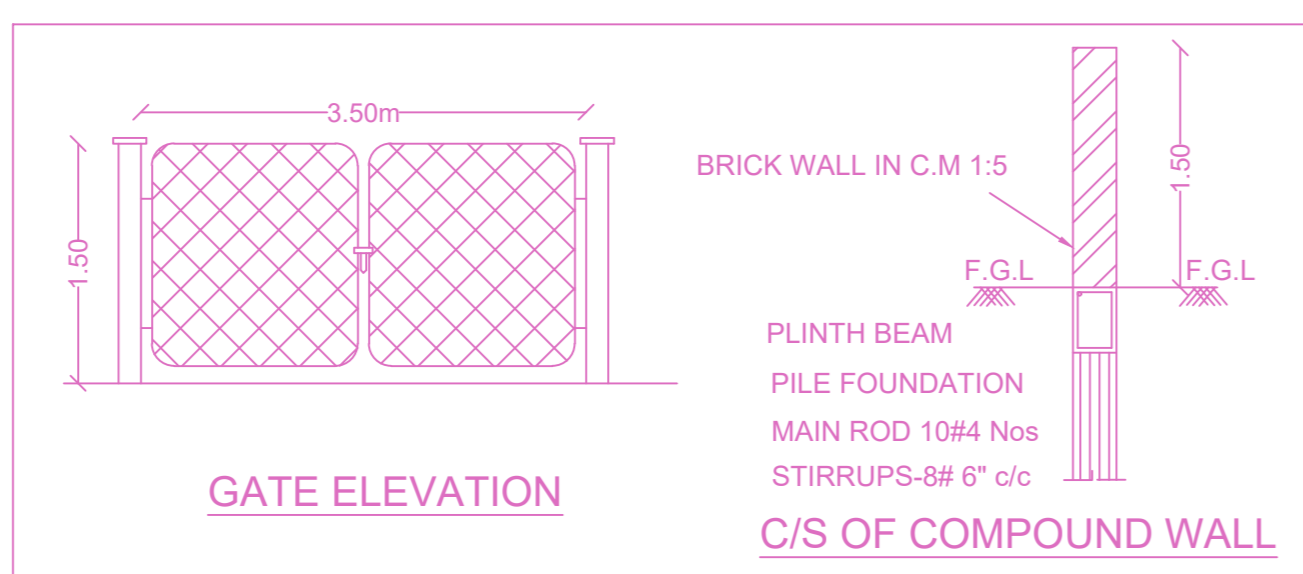 3.50m
1.50
GATE ELEVATION
1.50
BRICK WALL IN C.M 1:5
F.G.L
F.G.L
PLINTH BEAM
PILE FOUNDATION
MAIN ROD 10#4 Nos
STIRRUPS-8# 6" c/c
C/S OF COMPOUND WALL